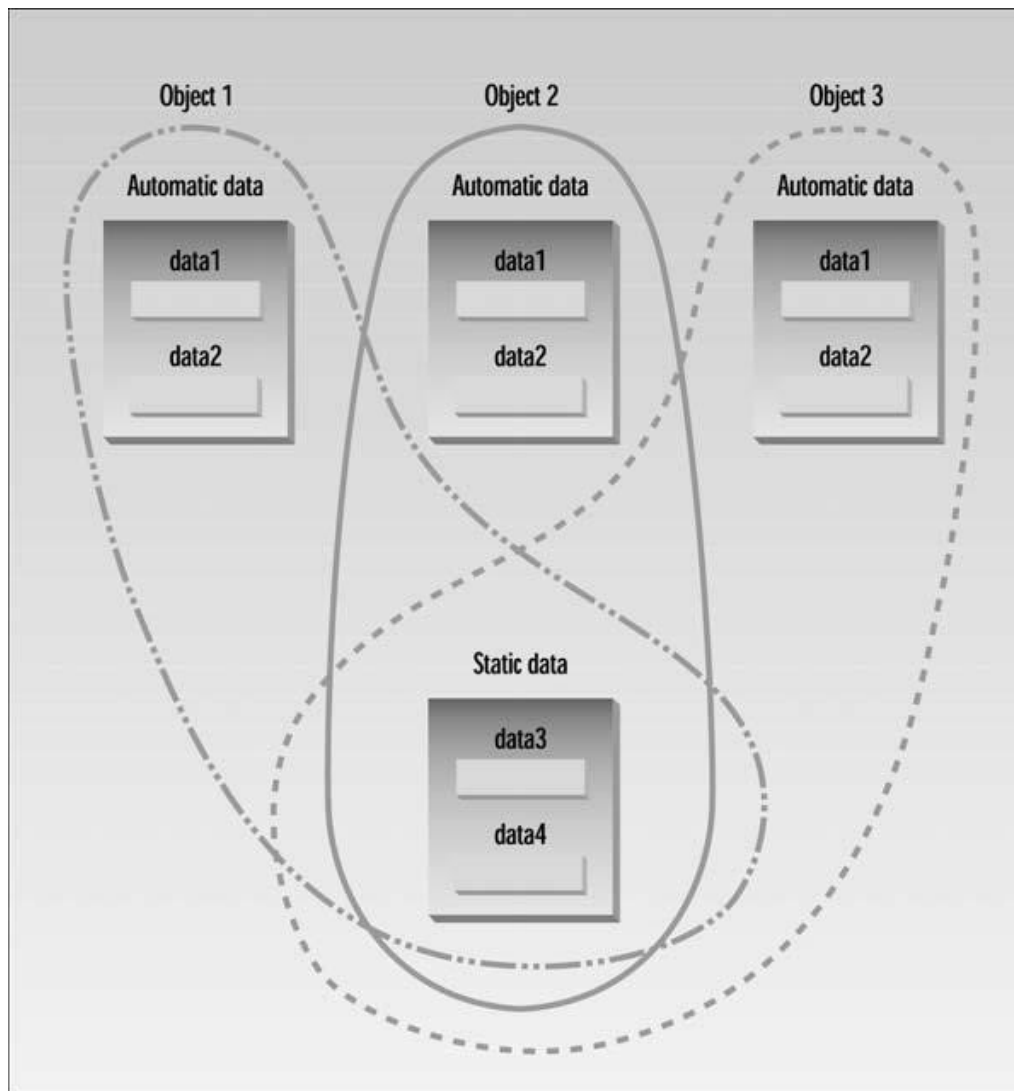 Object 1 Object 2 Object 3
Automatic data Automatic data Automatic data
data1 data1 data1
data2 data2 data2
Static data
data3
data4